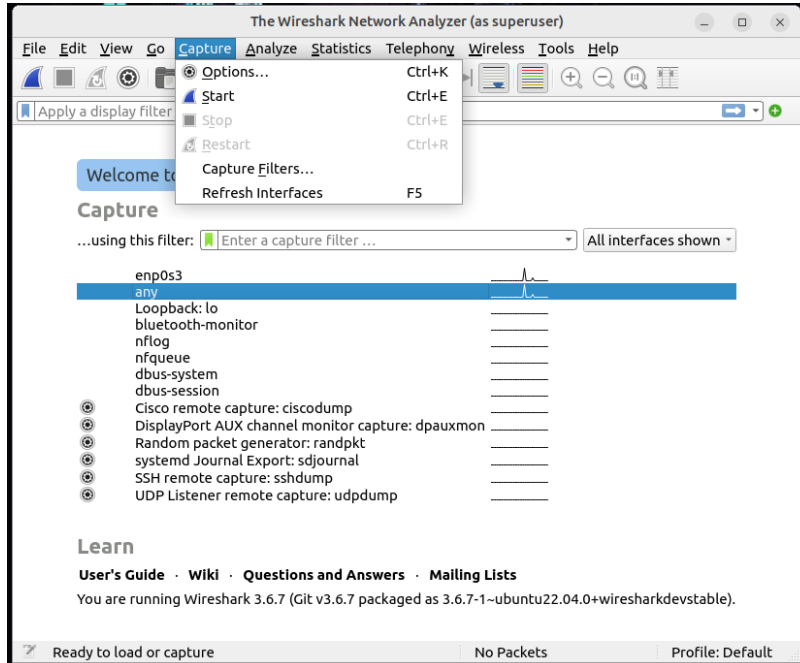 The Wireshark Network Analyzer (as superuser)
File Edit View Go Capture Analyze Statistics Telephony Wireless Tools Help
Options... Ctrl+K
Start Ctrl+E
Stop Ctrl+E
Restart Ctrl+R
Capture Filters...
Refresh Interfaces F5
Apply a display filter
Welcome to
Capture
...using this filter: Enter a capture filter ... All interfaces shown
enp0s3
any
Loopback: lo
bluetooth-monitor
nflog
nfqueue
dbus-system
dbus-session
Cisco remote capture: ciscodump
DisplayPort AUX channel monitor capture: dpauxmon
Random packet generator: randpkt
systemd Journal Export: sdjournal
SSH remote capture: sshdump
UDP Listener remote capture: udpdump
Learn
User's Guide · Wiki · Questions and Answers · Mailing Lists
You are running Wireshark 3.6.7 (Git v3.6.7 packaged as 3.6.7-1~ubuntu22.04.0+wiresharkdevstable).
Ready to load or capture No Packets Profile: Default